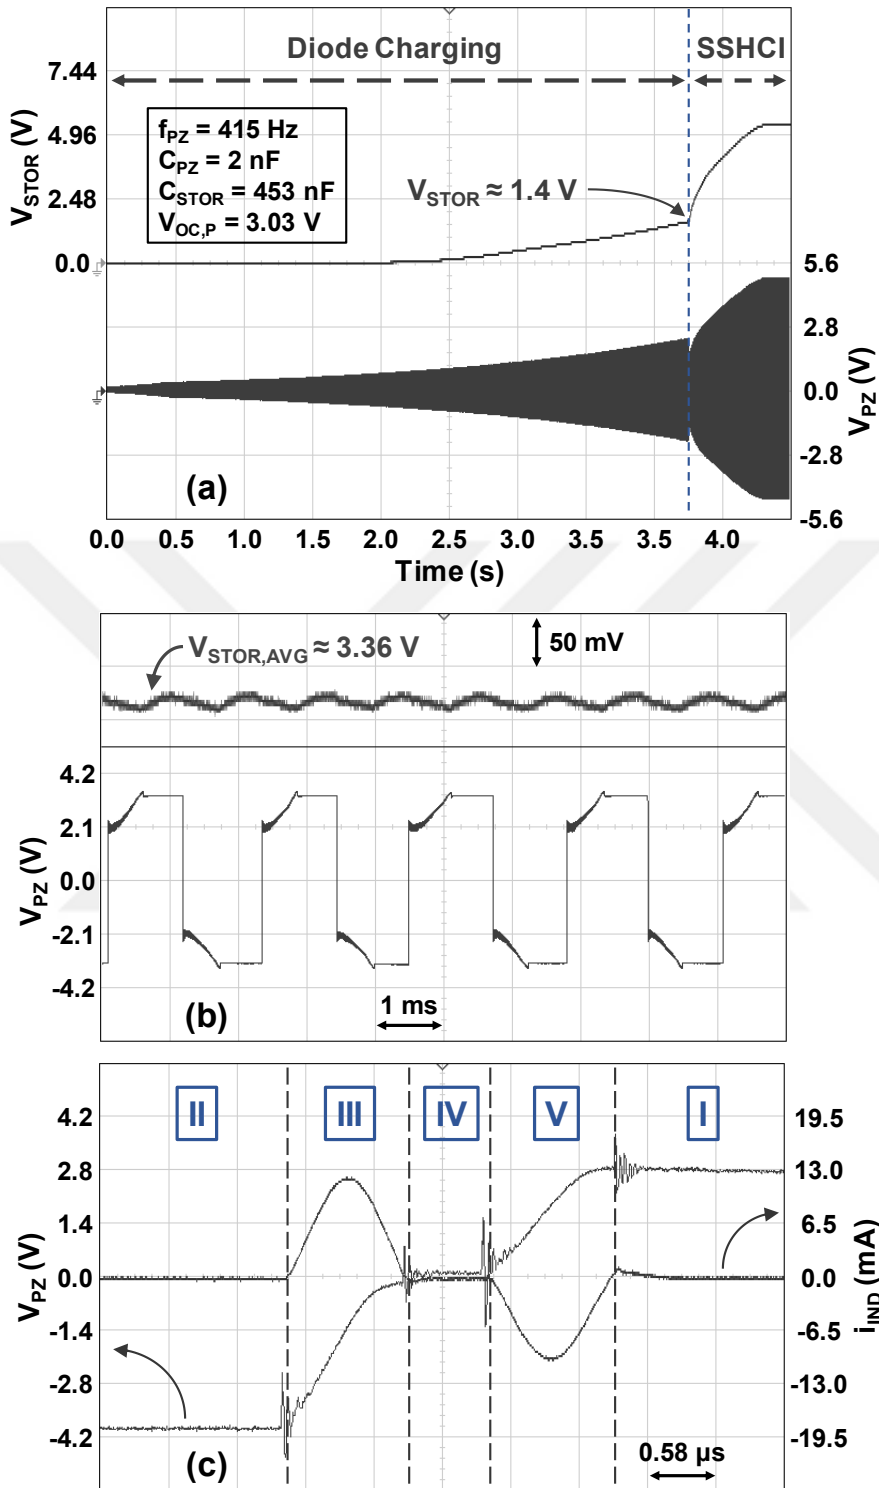 Diode Charging
SSHCI
7.44
4.96
2.48
0.0
V_STOR (V)
f_PZ = 415 Hz
C_PZ = 2 nF
C_STOR = 453 nF
V_OC,P = 3.03 V
V_STOR ≈ 1.4 V
5.6
2.8
0.0
-2.8
-5.6
V_PZ (V)
(a)
0.0 0.5 1.0 1.5 2.0 2.5 3.0 3.5 4.0
Time (s)
V_STOR,AVG ≈ 3.36 V
50 mV
4.2
2.1
0.0
-2.1
-4.2
V_PZ (V)
1 ms
(b)
II III IV V I
4.2
2.8
1.4
0.0
-1.4
-2.8
-4.2
V_PZ (V)
19.5
13.0
6.5
0.0
-6.5
-13.0
-19.5
i_IND (mA)
0.58 µs
(c)